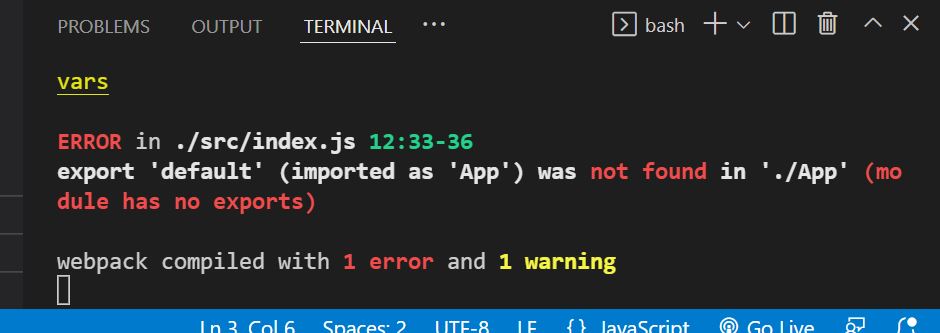 PROBLEMS OUTPUT TERMINAL ··· bash
vars
ERROR in ./src/index.js 12:33-36
export 'default' (imported as 'App') was not found in './App' (mo
dule has no exports)
webpack compiled with 1 error and 1 warning
Ln 3, Col 6 Spaces: 2 UTF-8 LF {} JavaScript Go Live